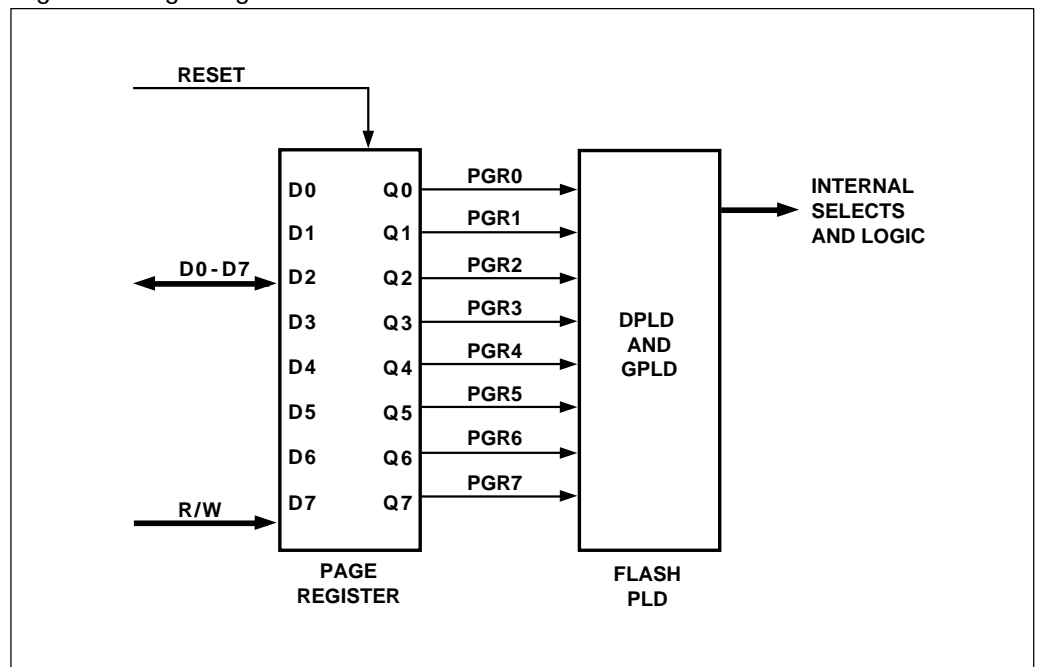 RESET
D0 Q0 PGR0
D1 Q1 PGR1
D0-D7 D2 Q2 PGR2
D3 Q3 PGR3
D4 Q4 PGR4
D5 Q5 PGR5
D6 Q6 PGR6
R/W D7 Q7 PGR7
PAGE
REGISTER
DPLD
AND
GPLD
FLASH
PLD
INTERNAL
SELECTS
AND LOGIC